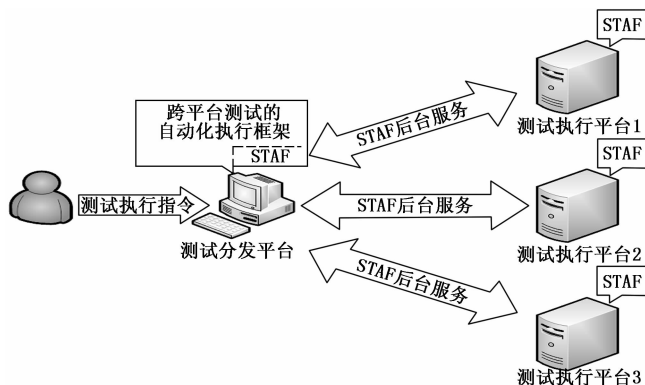 STAF
跨平台测试的
自动化执行框架
STAF
STAF后台服务
测试执行平台1
STAF
测试执行指令
STAF后台服务
测试分发平台
测试执行平台2
STAF后台服务
STAF
测试执行平台3